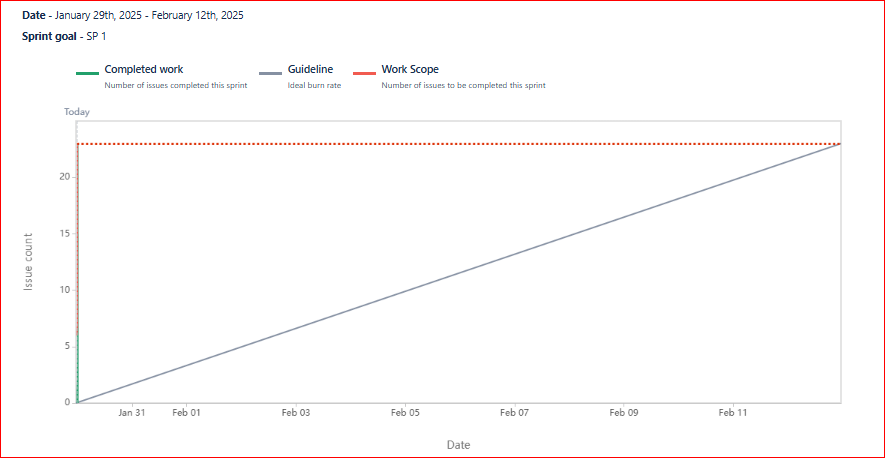 Date - January 29th, 2025 - February 12th, 2025
Sprint goal - SP 1
Completed work Guideline Work Scope
Number of issues completed this sprint Ideal burn rate Number of issues to be completed this sprint
Today
20
15
10
5
0
Issue count
Jan 31 Feb 01 Feb 03 Feb 05 Feb 07 Feb 09 Feb 11
Date